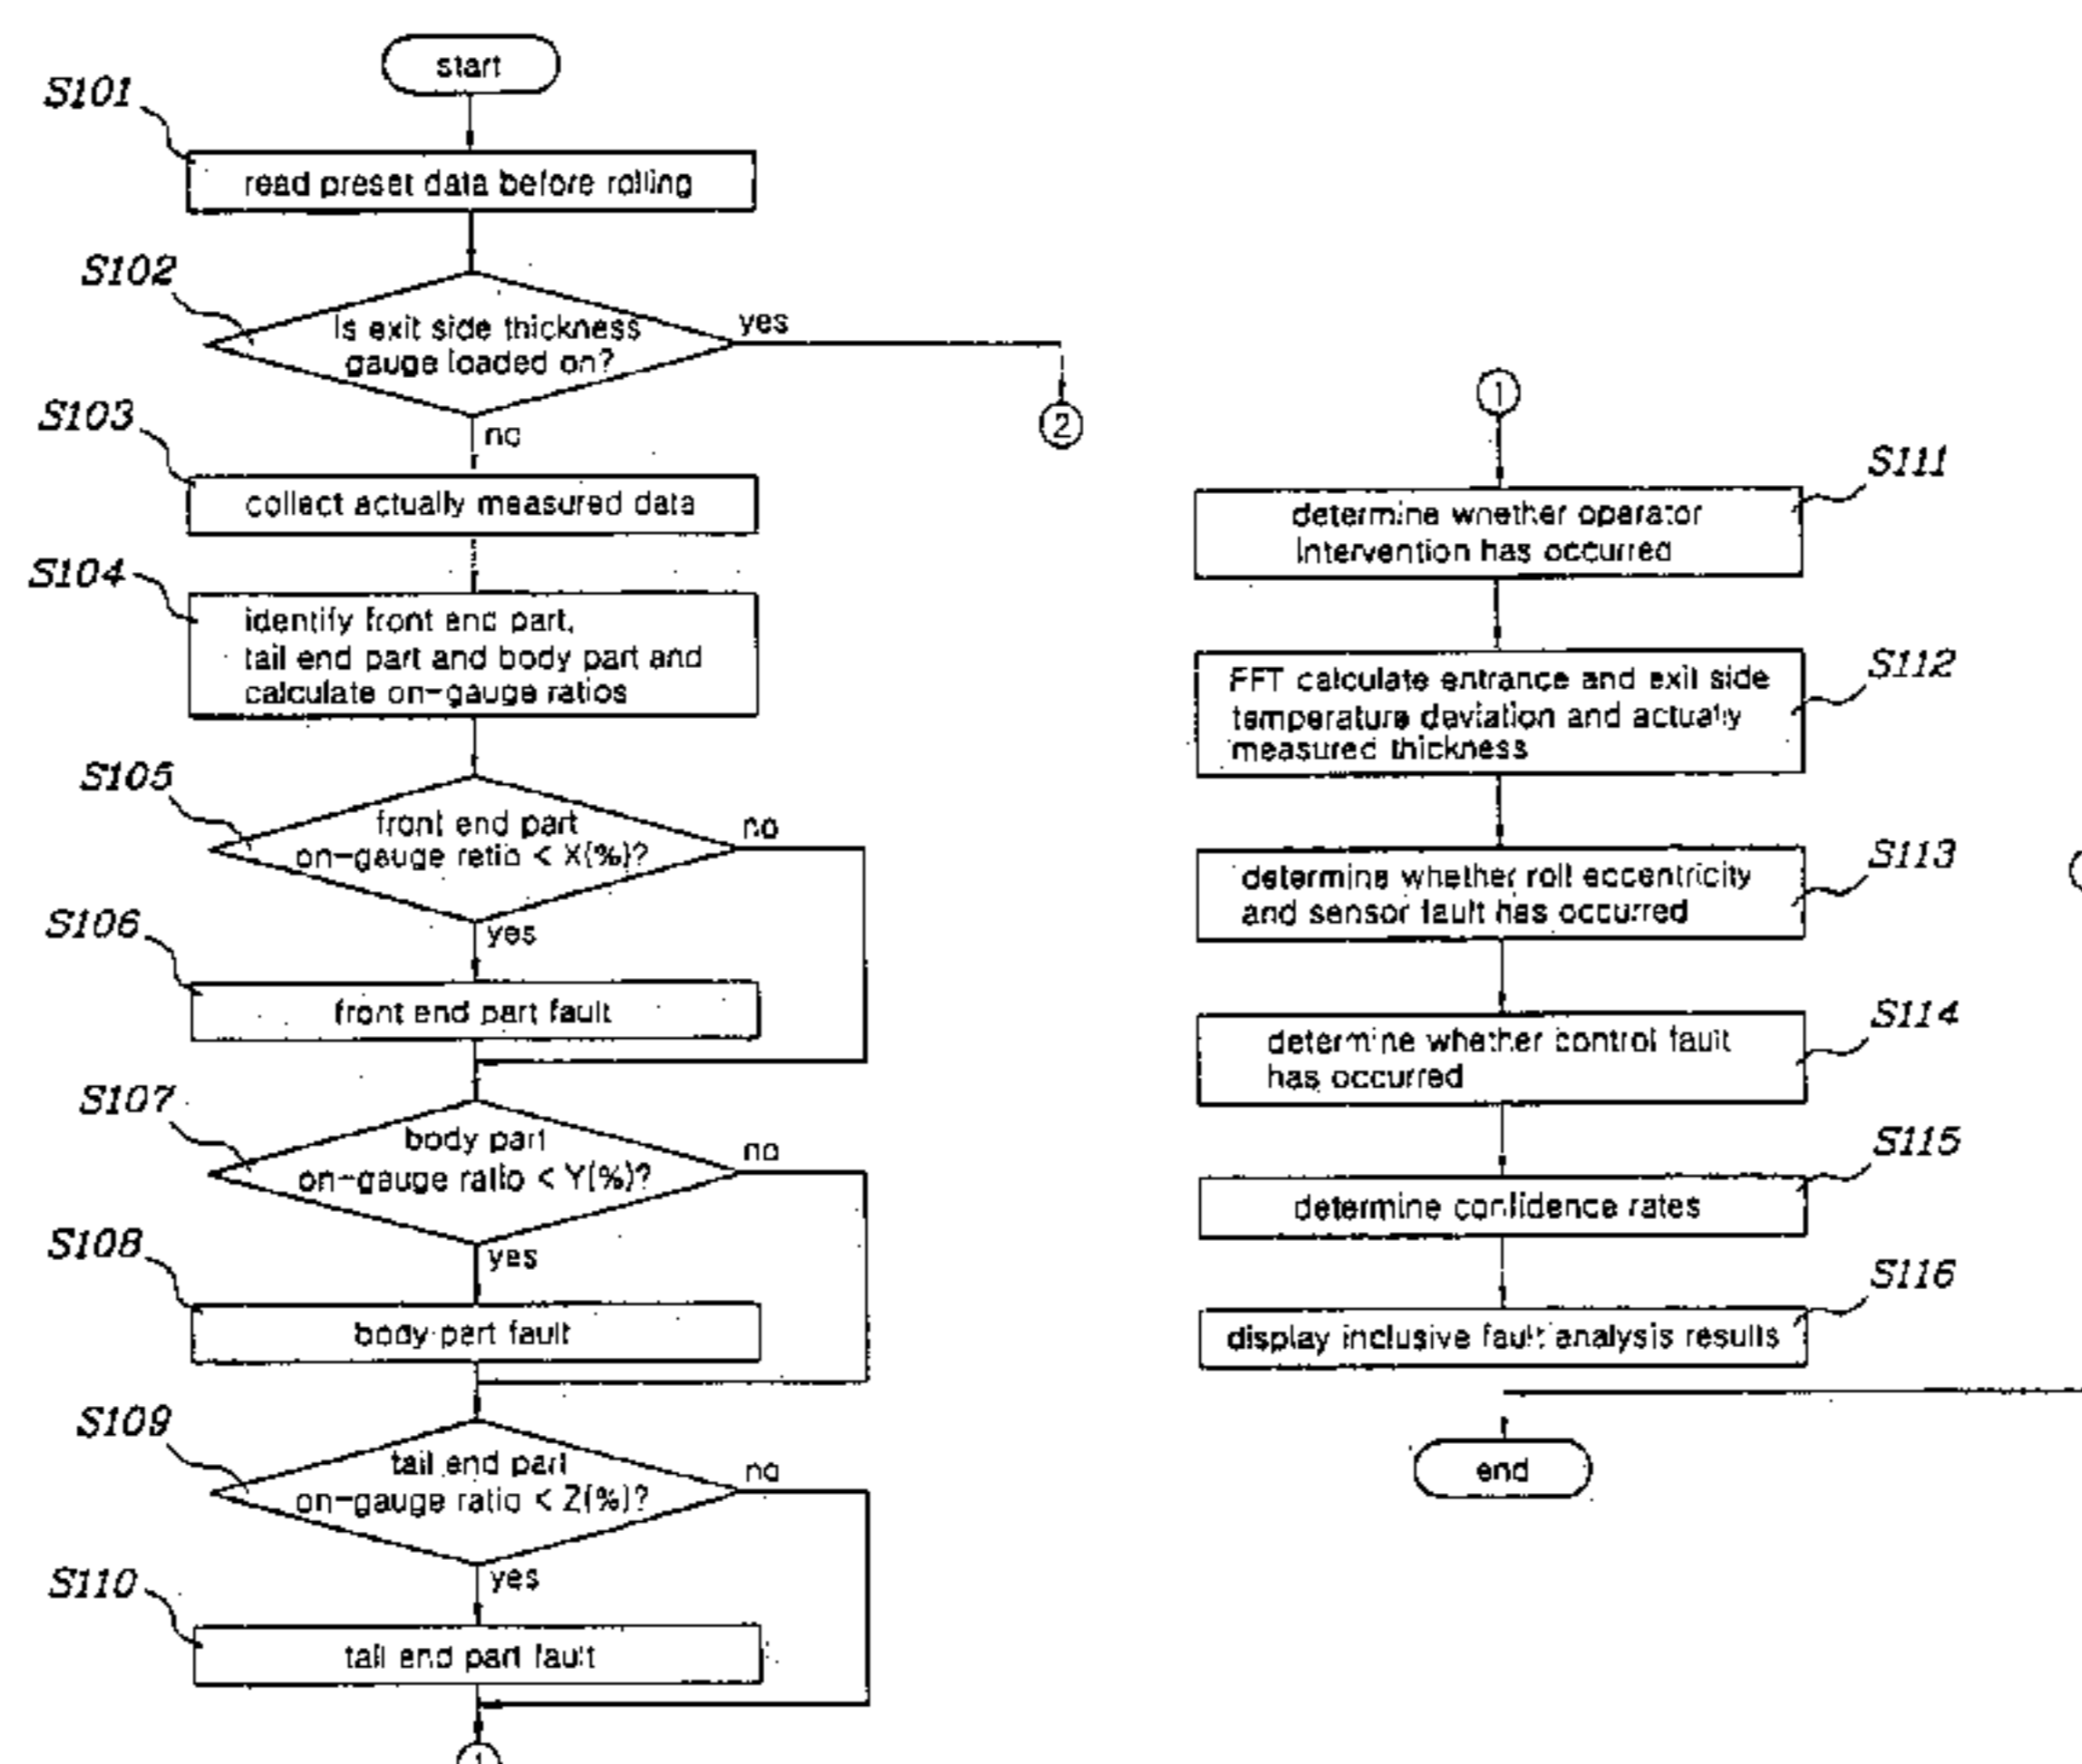 start
S101
read preset data before rolling
S102
Is exit side thickness
gauge loaded on?
yes
2
no
S103
collect actually measured data
S104
identify front end part,
tail end part and body part and
calculate on-gauge ratios
S105
front end part
on-gauge ratio < X(%)?
no
yes
S106
front end part fault
S107
body part
on-gauge ratio < Y(%)?
no
yes
S108
body part fault
S109
tail end part
on-gauge ratio < Z(%)?
no
yes
S110
tail end part fault
1
1
S111
determine whether operator
intervention has occurred
S112
FFT calculate entrance and exit side
temperature deviation and actually
measured thickness
S113
determine whether roll eccentricity
and sensor fault has occurred
S114
determine whether control fault
has occurred
S115
determine confidence rates
S116
display inclusive fault analysis results
end